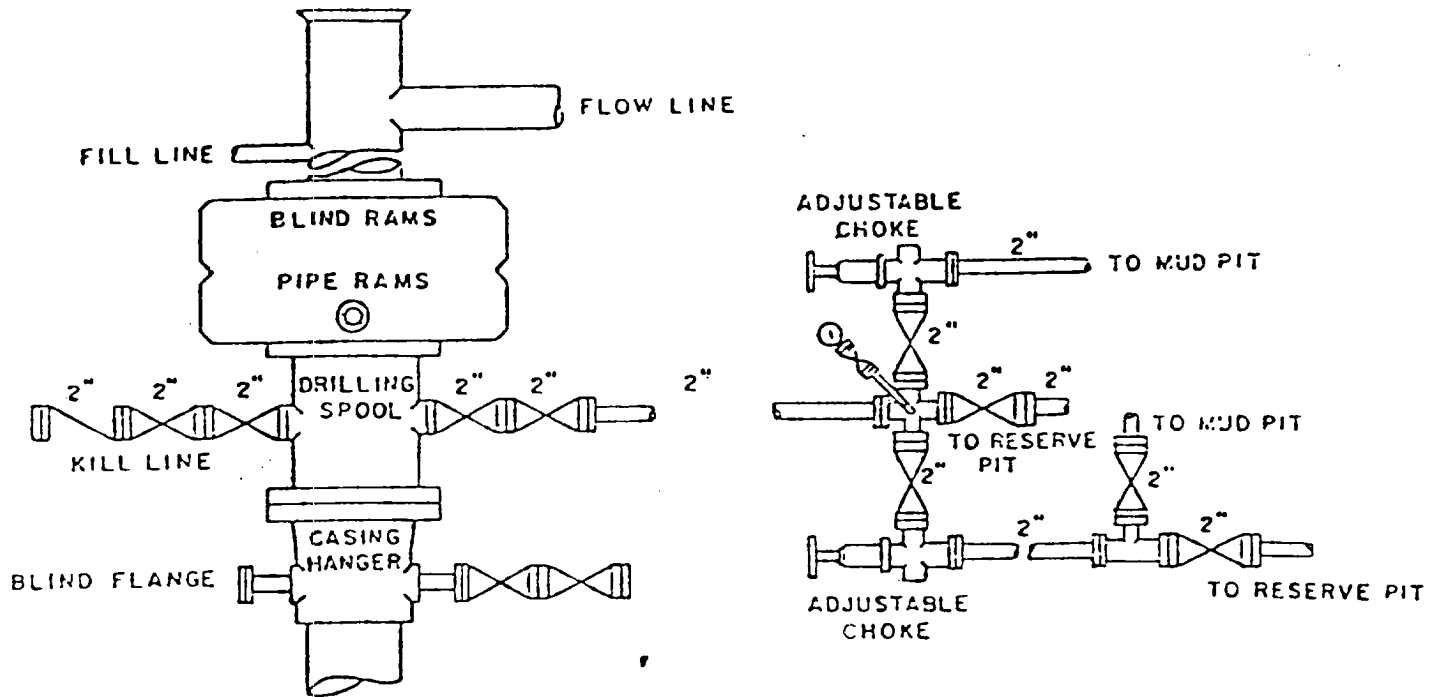 FLOW LINE
FILL LINE
BLIND RAMS
PIPE RAMS
2" 2" 2" DRILLING SPOOL 2" 2" 2"
KILL LINE
CASING
HANGER
BLIND FLANGE
ADJUSTABLE
CHOKE
2"
TO MUD PIT
2"
2" 2"
TO RESERVE
PIT
TO MUD PIT
2"
2"
2" 2"
TO RESERVE PIT
ADJUSTABLE
CHOKE